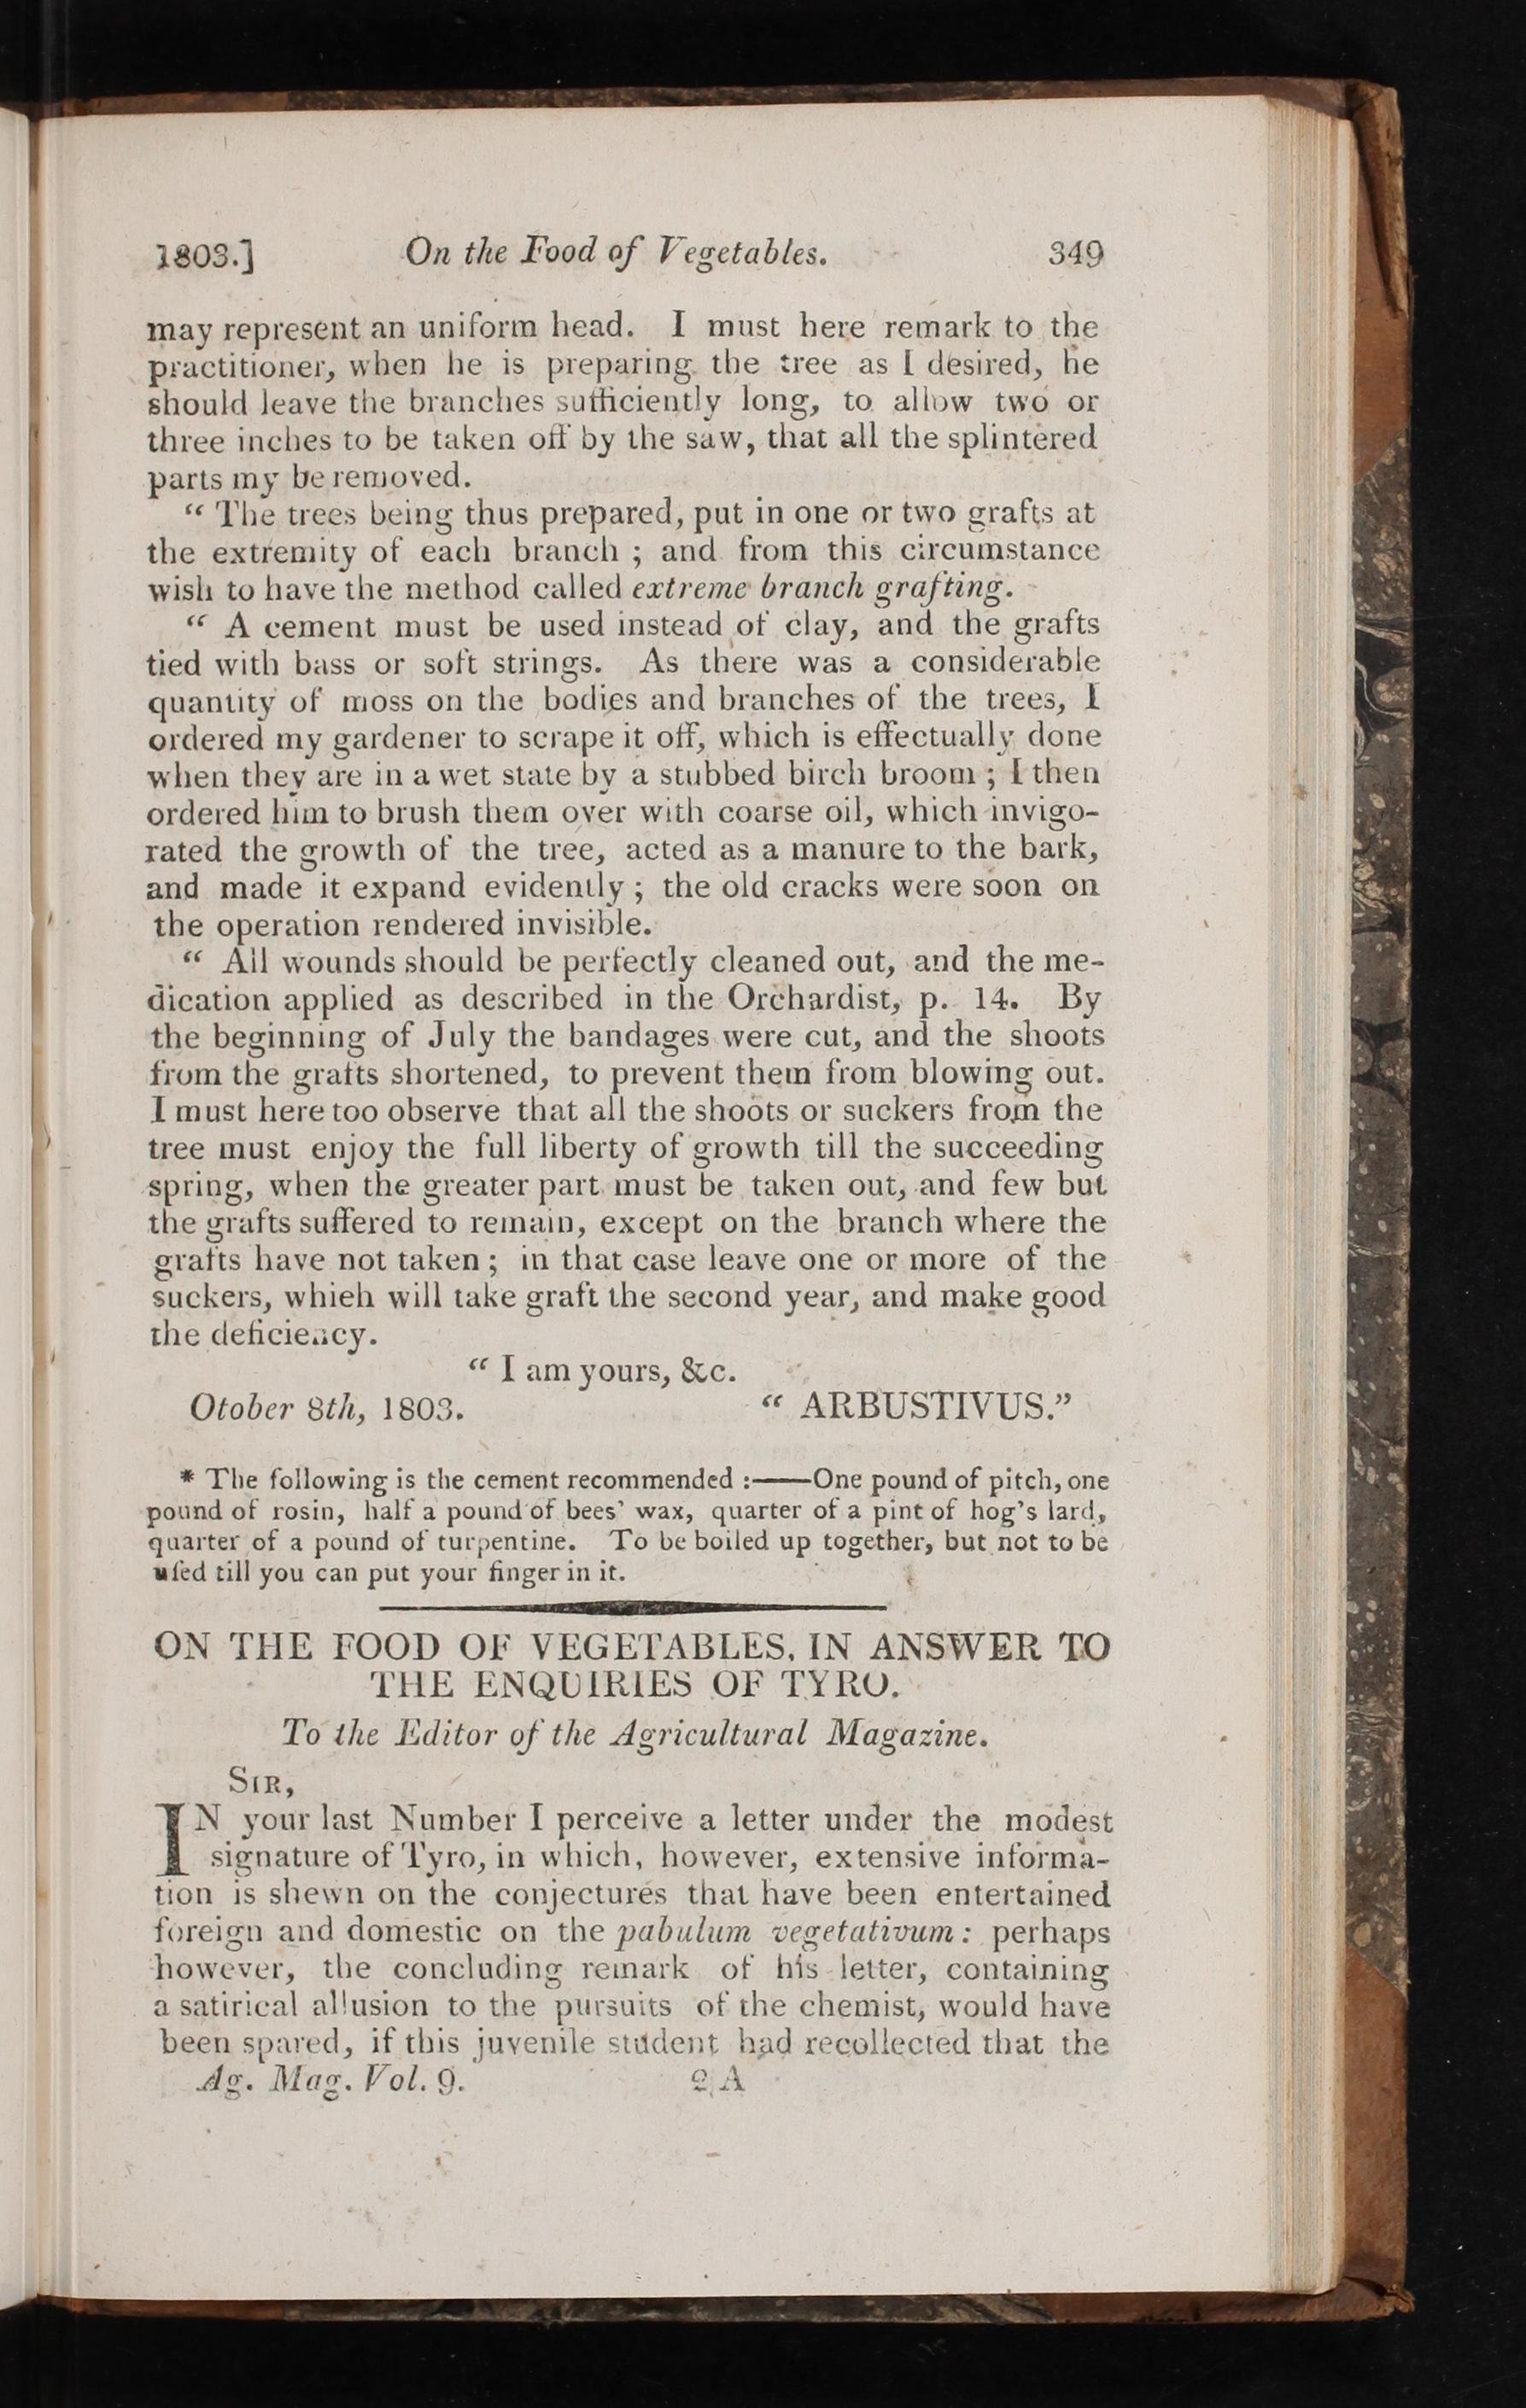 1803.] On the Food of Vegetables. 349
may represent an uniform head. I must here remark to the
practitioner, when he is preparing the tree as I desired, he
should leave the branches sufficiently long, to allow two or
three inches to be taken off by the saw, that all the splintered
parts my be removed.
“ The trees being thus prepared, put in one or two grafts at
the extremity of each branch ; and from this circumstance
wish to have the method called extreme branch grafting.
“ A cement must be used instead of clay, and the grafts
tied with bass or soft strings. As there was a considerable
quantity of moss on the bodies and branches of the trees, I
ordered my gardener to scrape it off, which is effectually done
when they are in a wet state by a stubbed birch broom ; I then
ordered him to brush them over with coarse oil, which invigo-
rated the growth of the tree, acted as a manure to the bark,
and made it expand evidently ; the old cracks were soon on
the operation rendered invisible.
“ All wounds should be perfectly cleaned out, and the me-
dication applied as described in the Orchardist, p. 14. By
the beginning of July the bandages were cut, and the shoots
from the grafts shortened, to prevent them from blowing out.
I must here too observe that all the shoots or suckers from the
tree must enjoy the full liberty of growth till the succeeding
spring, when the greater part must be taken out, and few but
the grafts suffered to remain, except on the branch where the
grafts have not taken ; in that case leave one or more of the
suckers, whieh will take graft the second year, and make good
the deficiency.
“ I am yours, &c.
Otober 8th, 1803. “ ARBUSTIVUS.”
* The following is the cement recommended :——One pound of pitch, one
pound of rosin, half a pound of bees’ wax, quarter of a pint of hog’s lard,
quarter of a pound of turpentine. To be boiled up together, but not to be
uſed till you can put your finger in it.
ON THE FOOD OF VEGETABLES, IN ANSWER TO
THE ENQUIRIES OF TYRO.
To the Editor of the Agricultural Magazine.
SIR,
IN your last Number I perceive a letter under the modest
signature of Tyro, in which, however, extensive informa-
tion is shewn on the conjectures that have been entertained
foreign and domestic on the pabulum vegetativum : perhaps
however, the concluding remark of his letter, containing
a satirical allusion to the pursuits of the chemist, would have
been spared, if this juvenile student had recollected that the
Ag. Mag. Vol. 9. 2 A